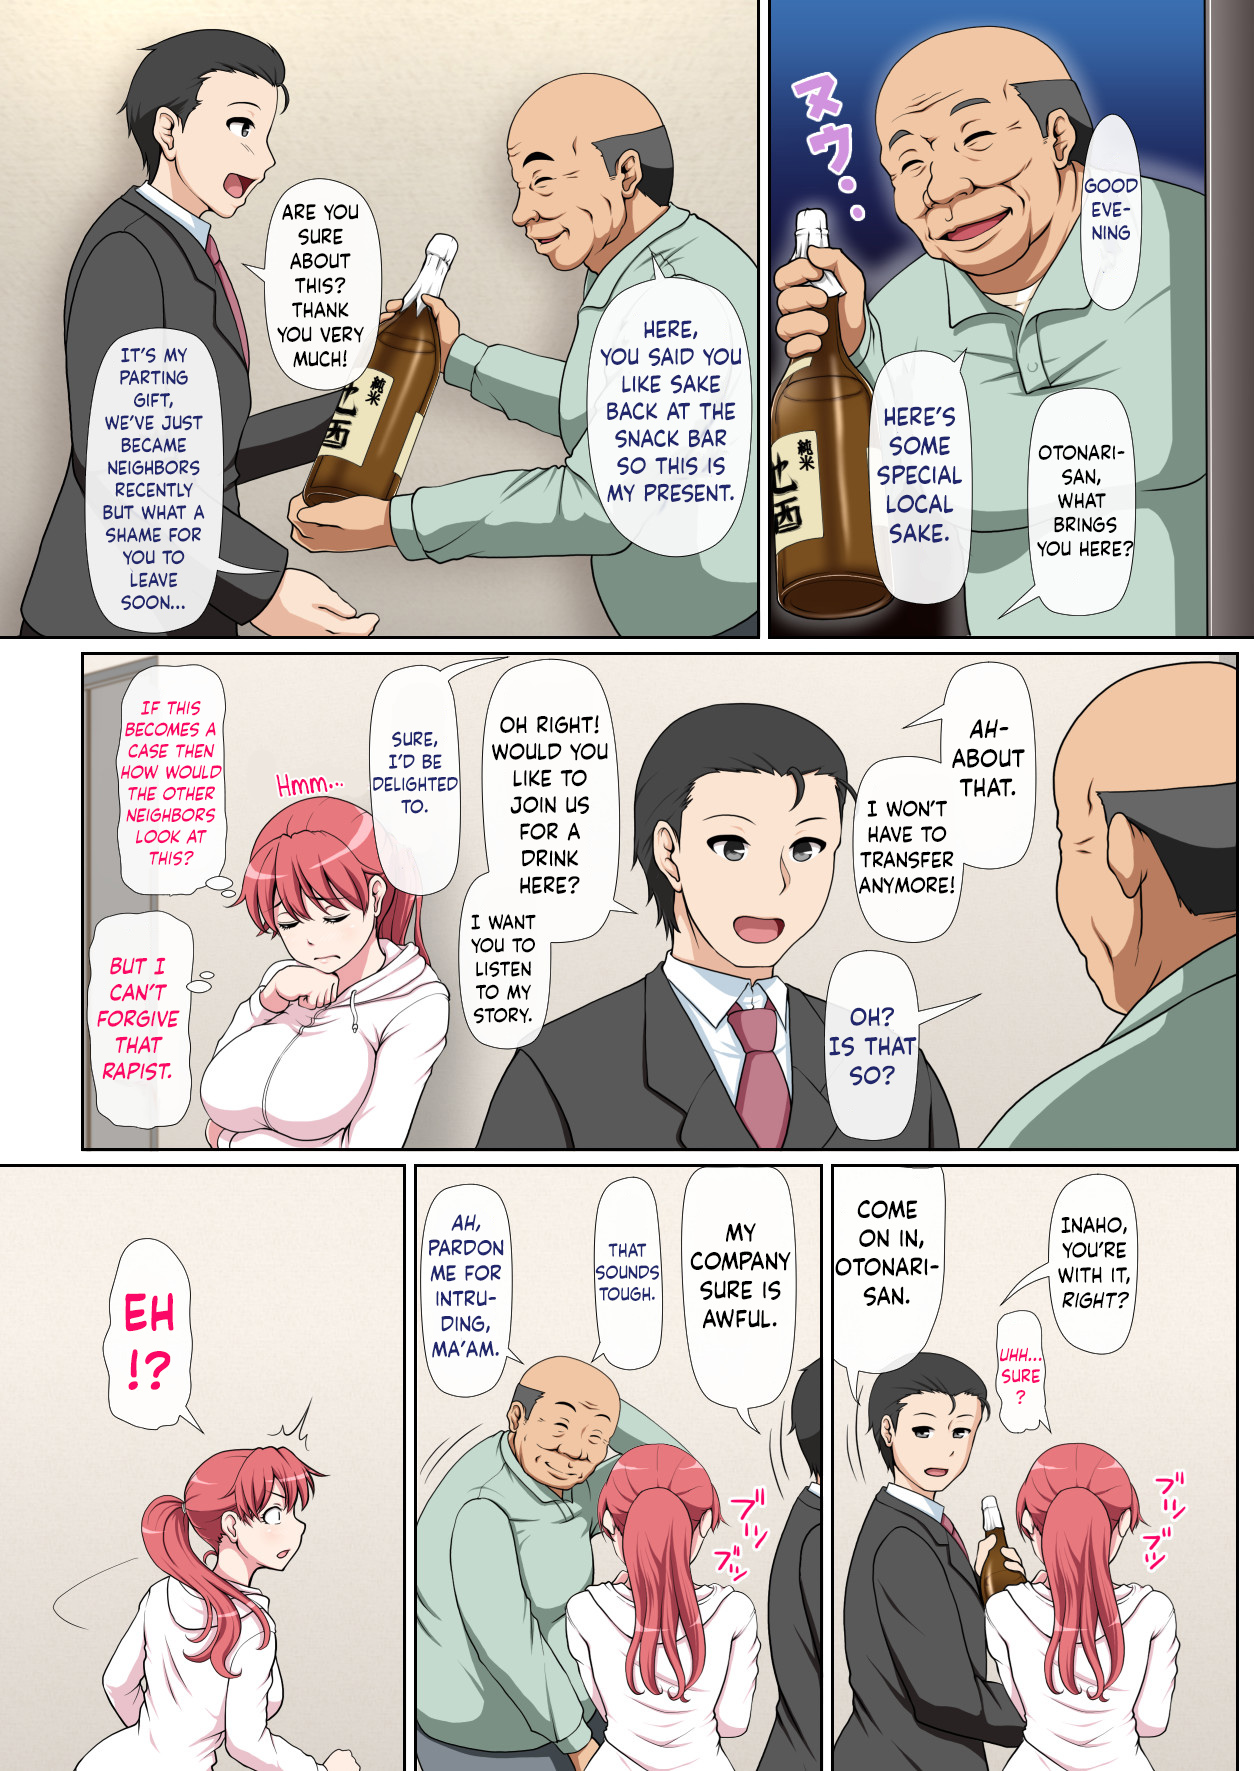 ヌウ・・
GOOD
EVE-
NING
OTONARI-
SAN,
WHAT
BRINGS
YOU HERE?
HERE'S
SOME
SPECIAL
LOCAL
SAKE.
純米
HERE,
YOU SAID YOU
LIKE SAKE
BACK AT THE
SNACK BAR
SO THIS IS
MY PRESENT.
ARE YOU
SURE
ABOUT
THIS?
THANK
YOU VERY
MUCH!
純米
IT'S MY
PARTING
GIFT,
WE'VE JUST
BECAME
NEIGHBORS
RECENTLY
BUT WHAT A
SHAME FOR
YOU TO
LEAVE
SOON...
AH-
ABOUT
THAT.
I WON'T
HAVE TO
TRANSFER
ANYMORE!
OH?
IS THAT
SO?
OH RIGHT!
WOULD YOU
LIKE TO
JOIN US
FOR A
DRINK
HERE?
I WANT
YOU TO
LISTEN
TO MY
STORY.
SURE,
I'D BE
DELIGHTED
TO.
Hmm...
IF THIS
BECOMES A
CASE THEN
HOW WOULD
THE OTHER
NEIGHBORS
LOOK AT
THIS?
BUT I
CAN'T
FORGIVE
THAT
RAPIST.
INAHO,
YOU'RE
WITH IT,
RIGHT?
UHH...
SURE
?
COME
ON IN,
OTONARI-
SAN.
ブツ
ブツ
MY
COMPANY
SURE IS
AWFUL.
THAT
SOUNDS
TOUGH.
AH,
PARDON
ME FOR
INTRU-
DING,
MA'AM.
ブツ
ブツ
EH
!?